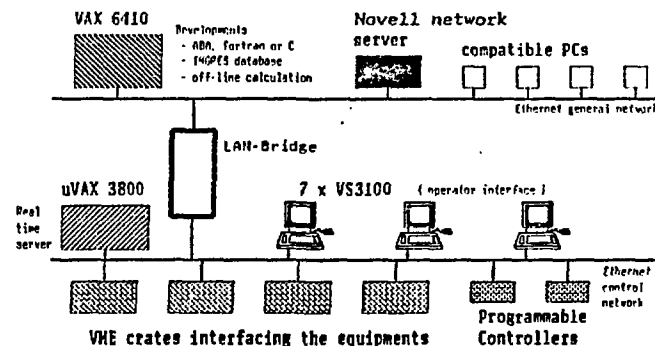 VAX 6410
Developments
- ADA, fortran or C
- INGRES database
- off-line calculation
Novell network
server
compatible PCs
Ethernet general network
LAN-Bridge
uVAX 3800
Real
time
server
7 x VS3100
( operator interface )
Ethernet
control
network
VME crates interfacing the equipments
Programmable
Controllers